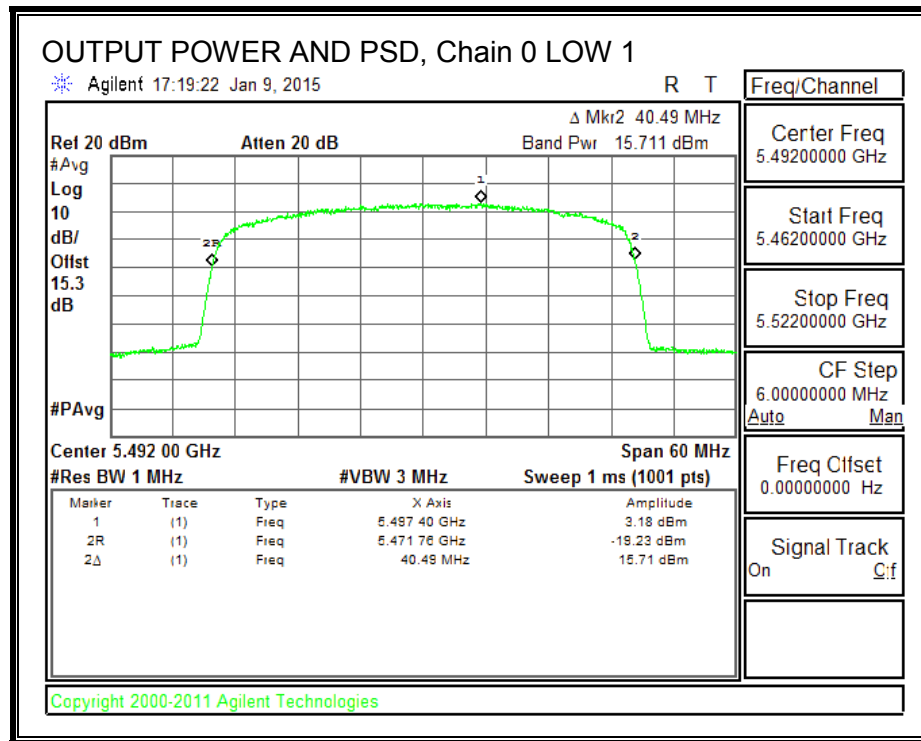 OUTPUT POWER AND PSD, Chain 0 LOW 1
Agilent 17:19:22 Jan 9, 2015 R T
Δ Mkr2 40.49 MHz
Ref 20 dBm Atten 20 dB Band Pwr 15.711 dBm
#Avg
Log
10
dB/
Offst
15.3
dB
#PAvg
1
2R
2
Center 5.492 00 GHz Span 60 MHz
#Res BW 1 MHz #VBW 3 MHz Sweep 1 ms (1001 pts)
Marker Trace Type X Axis Amplitude
1 (1) Freq 5.497 40 GHz 3.18 dBm
2R (1) Freq 5.471 76 GHz -19.23 dBm
2Δ (1) Freq 40.49 MHz 15.71 dBm
Freq/Channel
Center Freq
5.49200000 GHz
Start Freq
5.46200000 GHz
Stop Freq
5.52200000 GHz
CF Step
6.00000000 MHz
Auto Man
Freq Offset
0.00000000 Hz
Signal Track
On Off
Copyright 2000-2011 Agilent Technologies